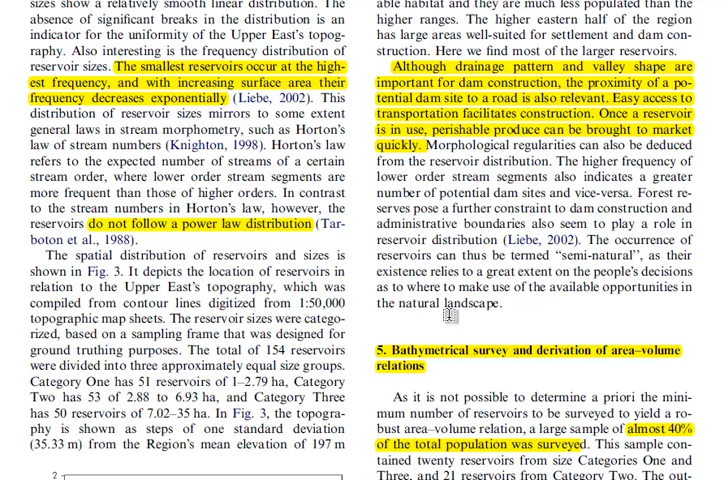 sizes show a relatively smooth linear distribution. The
absence of significant breaks in the distribution is an
indicator for the uniformity of the Upper East's topog-
raphy. Also interesting is the frequency distribution of
reservoir sizes. The smallest reservoirs occur at the high-
est frequency, and with increasing surface area their
frequency decreases exponentially (Liebe, 2002). This
distribution of reservoir sizes mirrors to some extent
general laws in stream morphometry, such as Horton's
law of stream numbers (Knighton, 1998). Horton's law
refers to the expected number of streams of a certain
stream order, where lower order stream segments are
more frequent than those of higher orders. In contrast
to the stream numbers in Horton's law, however, the
reservoirs do not follow a power law distribution (Tar-
boton et al., 1988).
The spatial distribution of reservoirs and sizes is
shown in Fig. 3. It depicts the location of reservoirs in
relation to the Upper East's topography, which was
compiled from contour lines digitized from 1:50,000
topographic map sheets. The reservoir sizes were catego-
rized, based on a sampling frame that was designed for
ground truthing purposes. The total of 154 reservoirs
were divided into three approximately equal size groups.
Category One has 51 reservoirs of 1–2.79 ha, Category
Two has 53 of 2.88 to 6.93 ha, and Category Three
has 50 reservoirs of 7.02–35 ha. In Fig. 3, the topogra-
phy is shown as steps of one standard deviation
(35.33 m) from the Region's mean elevation of 197 m
2
able habitat and they are much less populated than the
higher ranges. The higher eastern half of the region
has large areas well-suited for settlement and dam con-
struction. Here we find most of the larger reservoirs.
Although drainage pattern and valley shape are
important for dam construction, the proximity of a po-
tential dam site to a road is also relevant. Easy access to
transportation facilitates construction. Once a reservoir
is in use, perishable produce can be brought to market
quickly. Morphological regularities can also be deduced
from the reservoir distribution. The higher frequency of
lower order stream segments also indicates a greater
number of potential dam sites and vice-versa. Forest re-
serves pose a further constraint to dam construction and
administrative boundaries also seem to play a role in
reservoir distribution (Liebe, 2002). The occurrence of
reservoirs can thus be termed "semi-natural", as their
existence relies to a great extent on the people's decisions
as to where to make use of the available opportunities in
the natural landscape.
5. Bathymetrical survey and derivation of area–volume
relations
As it is not possible to determine a priori the mini-
mum number of reservoirs to be surveyed to yield a ro-
bust area–volume relation, a large sample of almost 40%
of the total population was surveyed. This sample con-
tained twenty reservoirs from size Categories One and
Three, and 21 reservoirs from Category Two. The out-